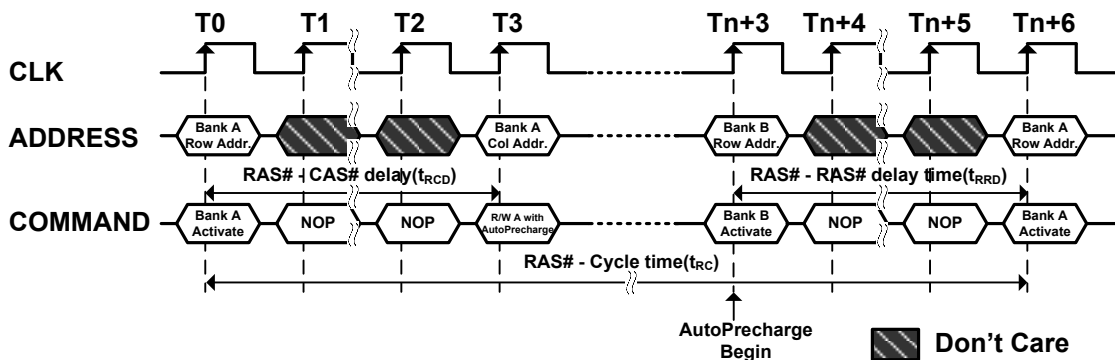 T0 T1 T2 T3 Tn+3 Tn+4 Tn+5 Tn+6
CLK
ADDRESS
Bank A
Row Addr.
Bank A
Col Addr.
Bank B
Row Addr.
Bank A
Row Addr.
RAS# - CAS# delay(tRCD)
RAS# - RAS# delay time(tRRD)
COMMAND
Bank A
Activate
NOP
NOP
R/W A with
AutoPrecharge
Bank B
Activate
NOP
NOP
Bank A
Activate
RAS# - Cycle time(tRC)
AutoPrecharge
Begin
Don't Care